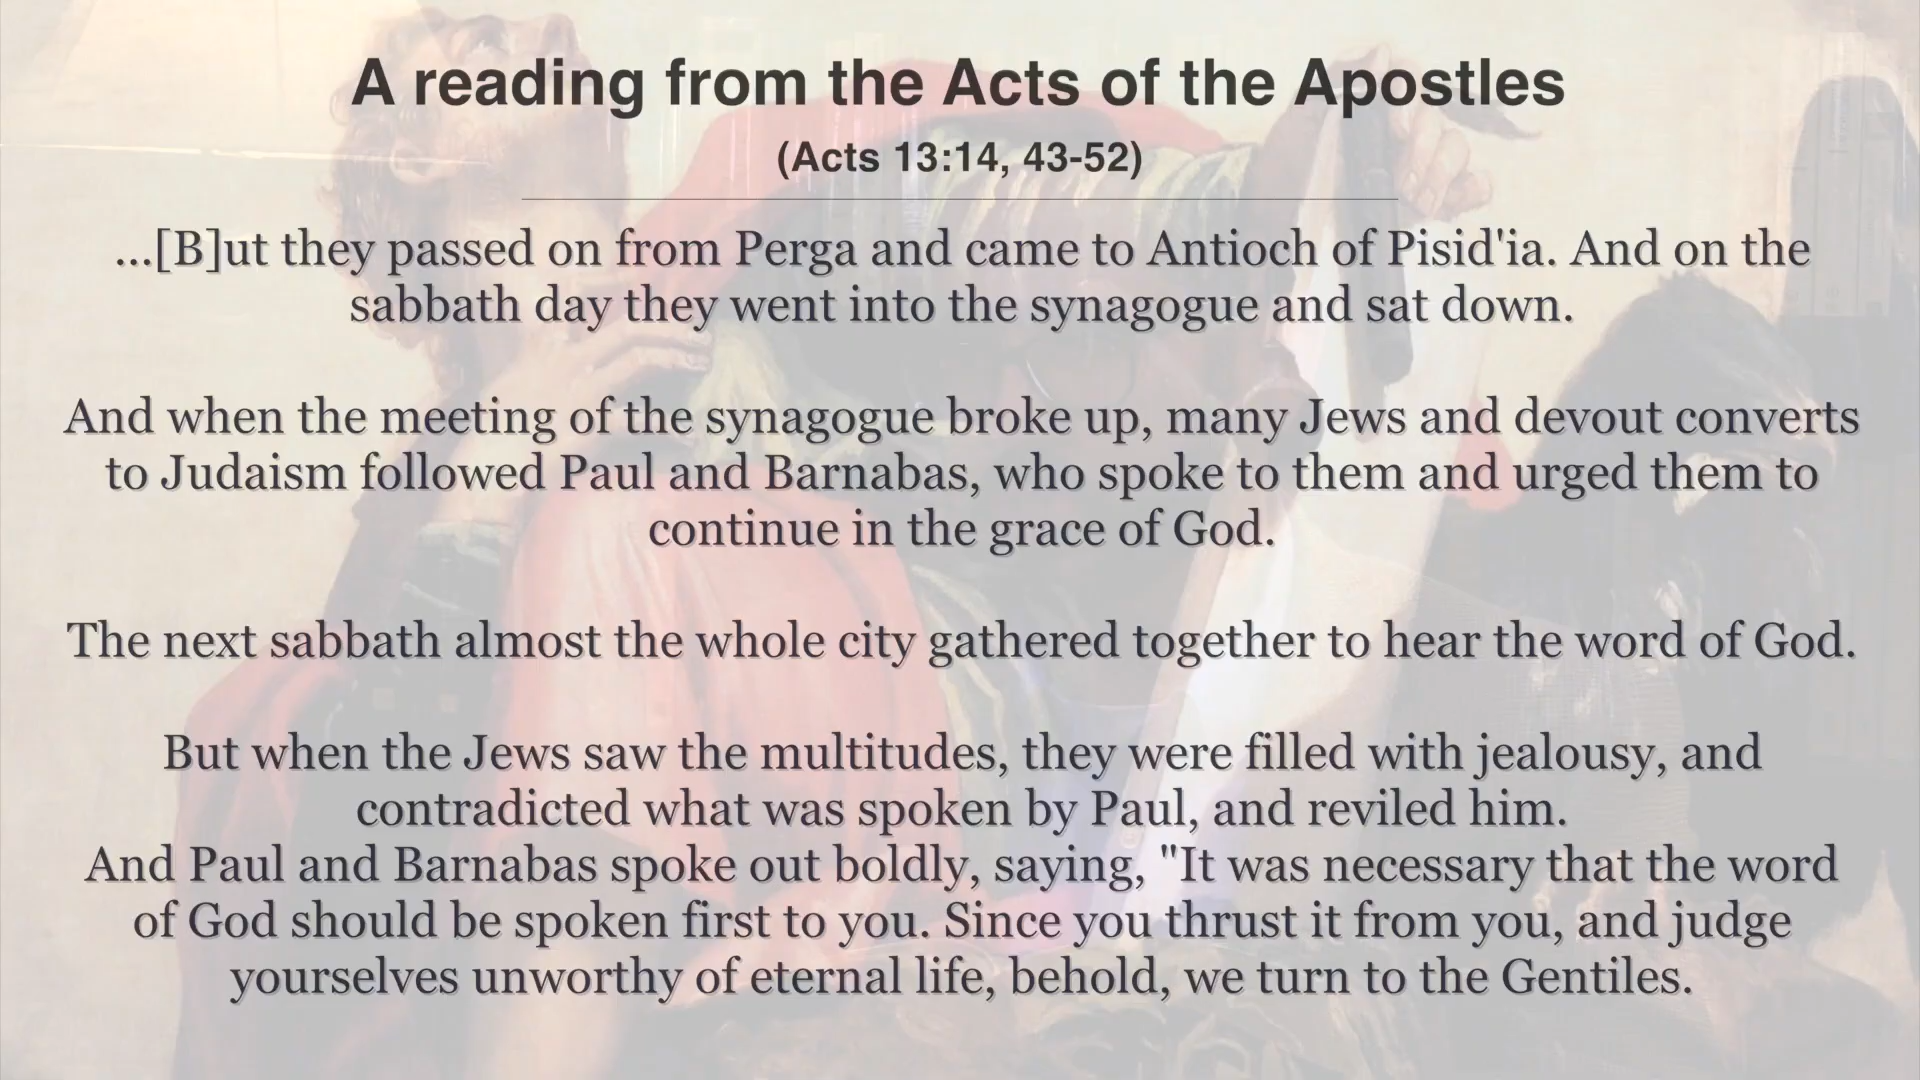 A reading from the Acts of the Apostles
(Acts 13:14, 43-52)
...[B]ut they passed on from Perga and came to Antioch of Pisid'ia. And on the
sabbath day they went into the synagogue and sat down.
And when the meeting of the synagogue broke up, many Jews and devout converts
to Judaism followed Paul and Barnabas, who spoke to them and urged them to
continue in the grace of God.
The next sabbath almost the whole city gathered together to hear the word of God.
But when the Jews saw the multitudes, they were filled with jealousy, and
contradicted what was spoken by Paul, and reviled him.
And Paul and Barnabas spoke out boldly, saying, "It was necessary that the word
of God should be spoken first to you. Since you thrust it from you, and judge
yourselves unworthy of eternal life, behold, we turn to the Gentiles.